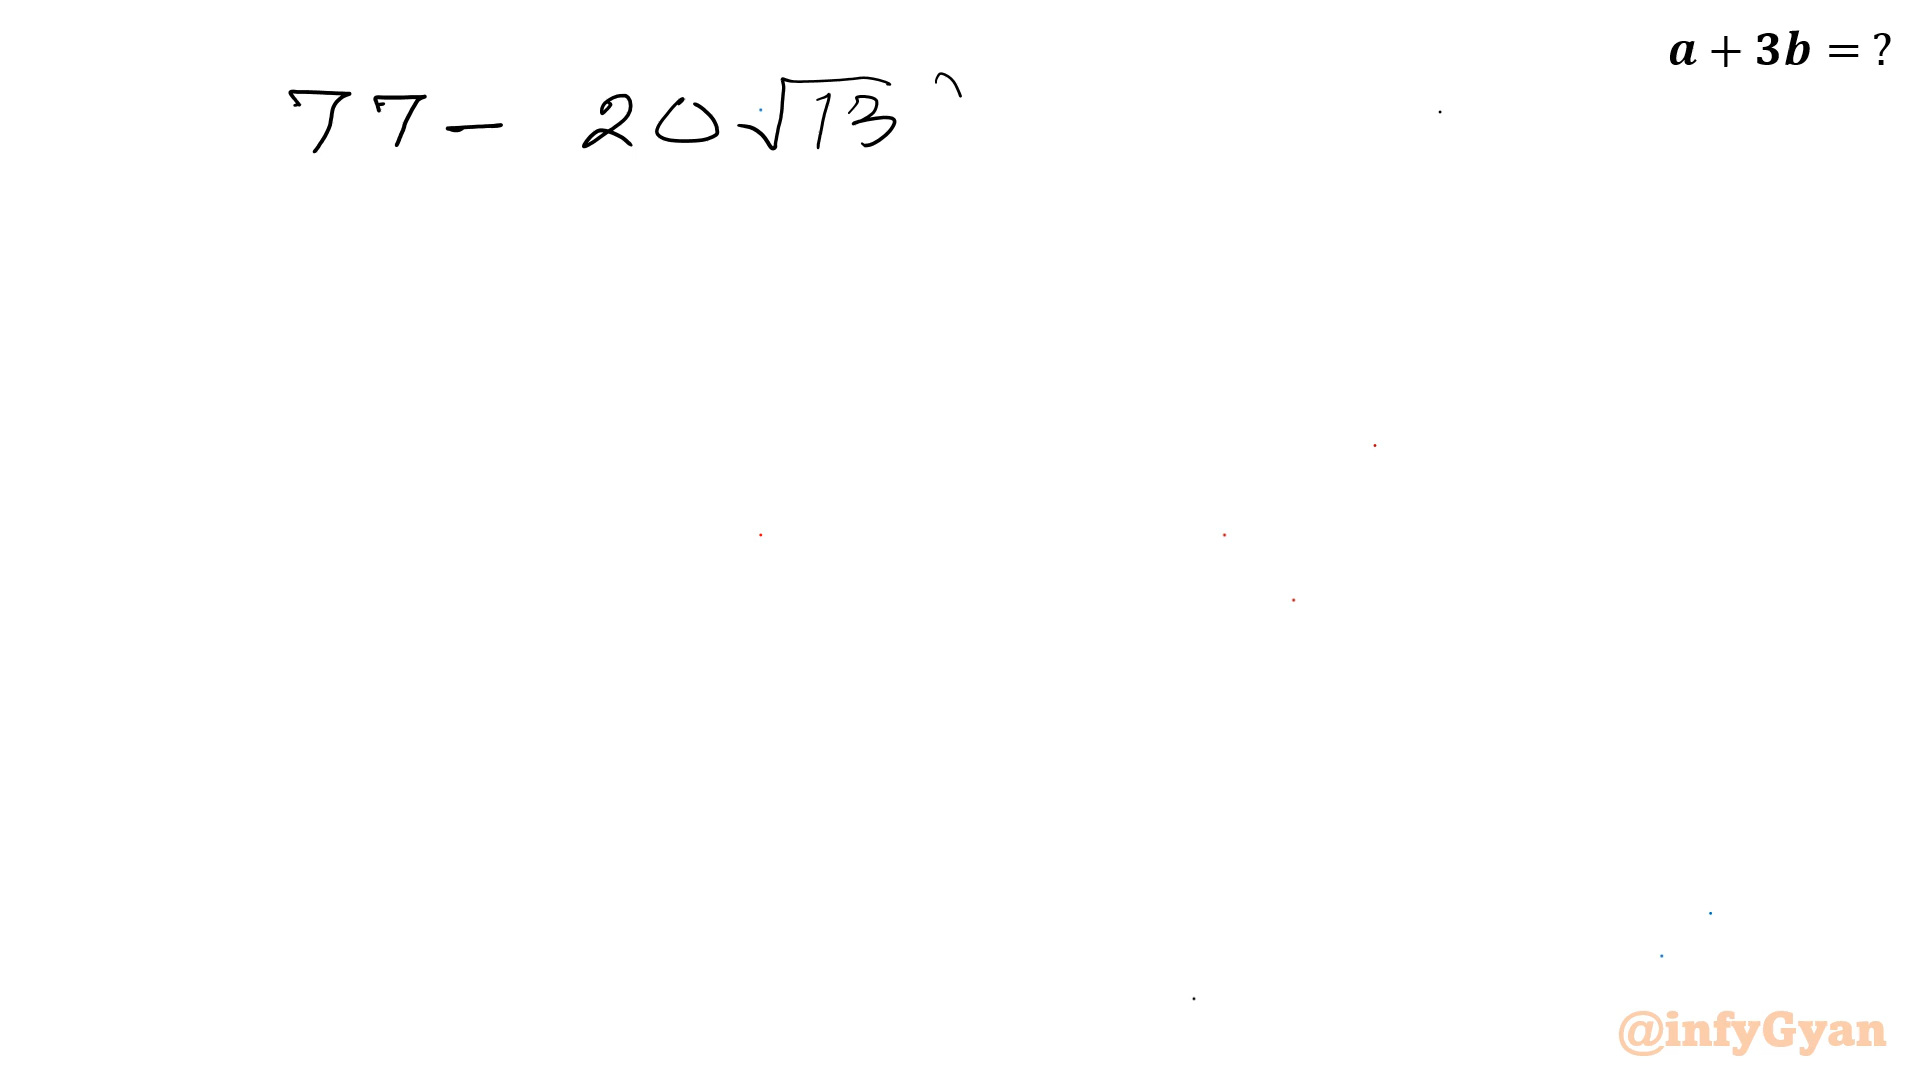 a + 3b = ?
77 - 20√13
@infyGyan